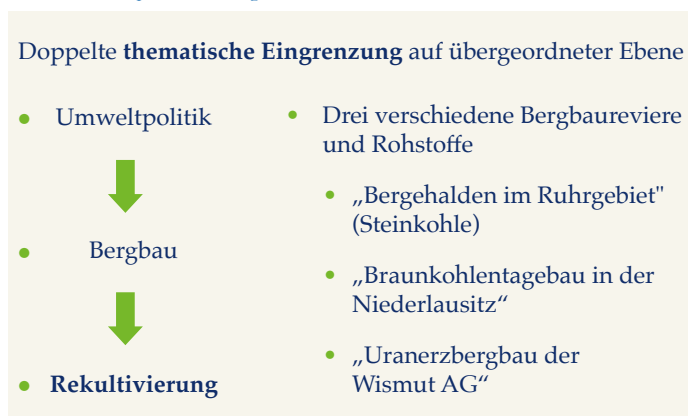 Doppelte thematische Eingrenzung auf übergeordneter Ebene
• Umweltpolitik
• Bergbau
• Rekultivierung
• Drei verschiedene Bergbaureviere
und Rohstoffe
• „Bergehalden im Ruhrgebiet"
(Steinkohle)
• „Braunkohlentagebau in der
Niederlausitz“
• „Uranerzbergbau der
Wismut AG“